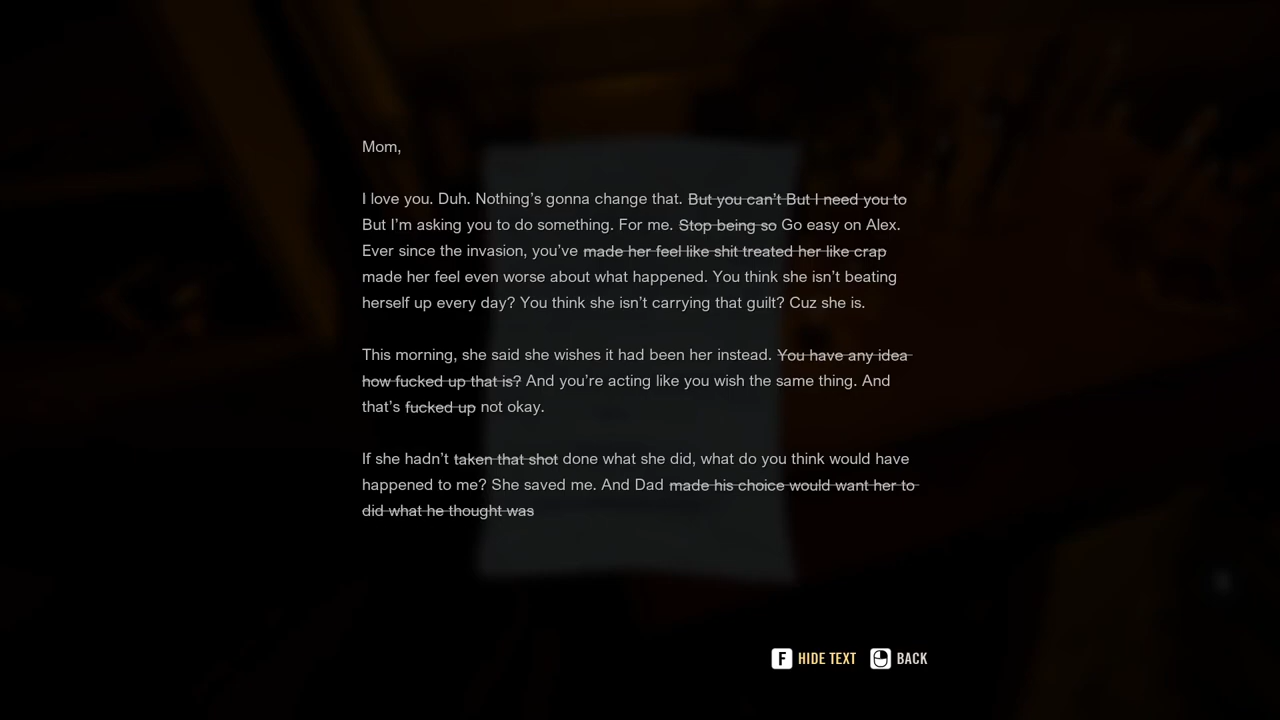 Mom,
I love you. Duh. Nothing's gonna change that. But you can't But I need you to
But I'm asking you to do something. For me. Stop being so Go easy on Alex.
Ever since the invasion, you've made her feel like shit treated her like crap
made her feel even worse about what happened. You think she isn't beating
herself up every day? You think she isn't carrying that guilt? Cuz she is.
This morning, she said she wishes it had been her instead. You have any idea
how fucked up that is? And you're acting like you wish the same thing. And
that's fucked up not okay.
If she hadn't taken that shot done what she did, what do you think would have
happened to me? She saved me. And Dad made his choice would want her to
did what he thought was
F HIDE TEXT BACK